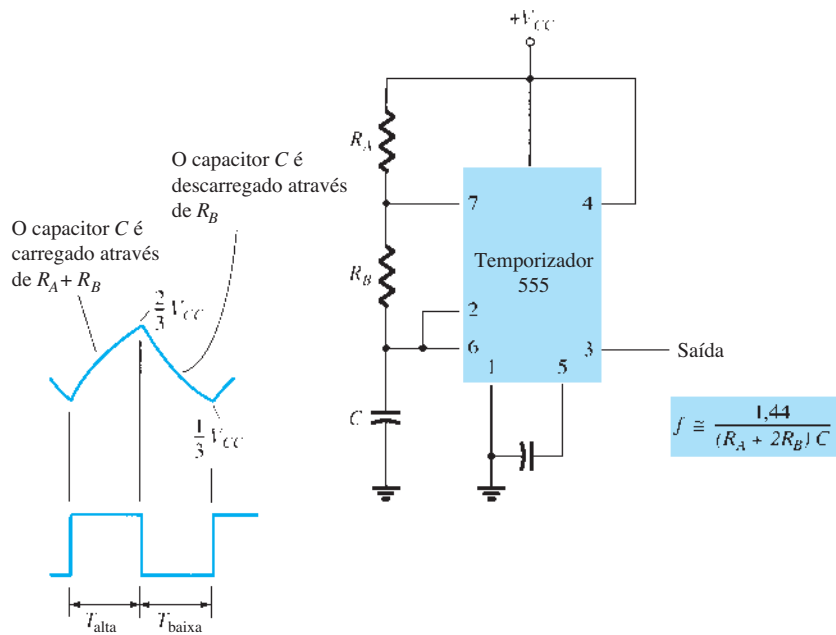 +V_CC
R_A
O capacitor C é
descarregado através
de R_B
O capacitor C é
carregado através
de R_A + R_B
2/3 V_CC
1/3 V_CC
7
4
R_B
Temporizador
555
2
6
3
Saída
1
5
C
f ≅ 1,44 / (R_A + 2R_B) C
T_alta
T_baixa